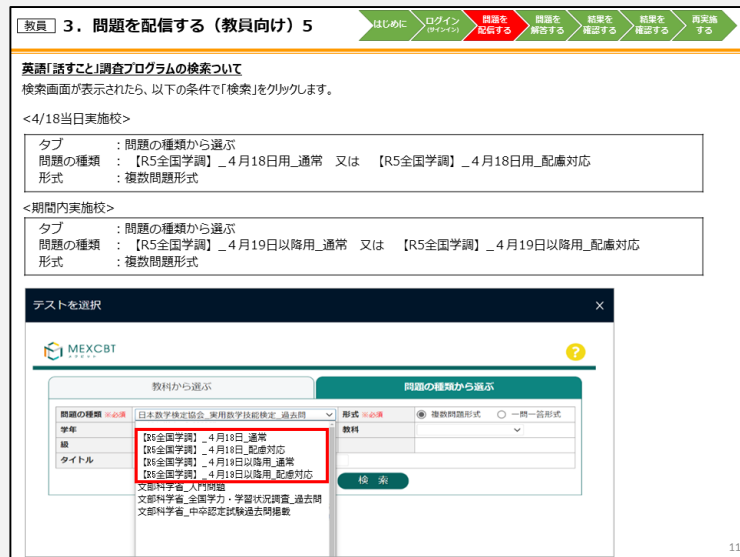 教員 3．問題を配信する（教員向け）5
はじめに
ログイン
(サインイン)
問題を
配信する
問題を
解答する
結果を
確認する
結果を
確認する
再実施
する
英語「話すこと」調査プログラムの検索ついて
検索画面が表示されたら、以下の条件で「検索」をクリックします。
<4/18当日実施校>
タブ ：問題の種類から選ぶ
問題の種類 ： 【R5全国学調】_４月18日用_通常 又は 【R5全国学調】_４月18日用_配慮対応
形式 ：複数問題形式
<期間内実施校>
タブ ：問題の種類から選ぶ
問題の種類 ： 【R5全国学調】_４月19日以降用_通常 又は 【R5全国学調】_４月19日以降用_配慮対応
形式 ：複数問題形式
テストを選択 ×
MEXCBT
?
教科から選ぶ 問題の種類から選ぶ
問題の種類 ※必須 日本数学検定協会_実用数学技能検定_過去問 形式 ※必須 複数問題形式 一問一答形式
学年 教科
級
タイトル
【R5全国学調】_４月18日_通常
【R5全国学調】_４月18日_配慮対応
【R5全国学調】_４月19日以降用_通常
【R5全国学調】_４月19日以降用_配慮対応
文部科学省_入門問題
文部科学省_全国学力・学習状況調査_過去問
文部科学省_中卒認定試験過去問掲載
検 索
11